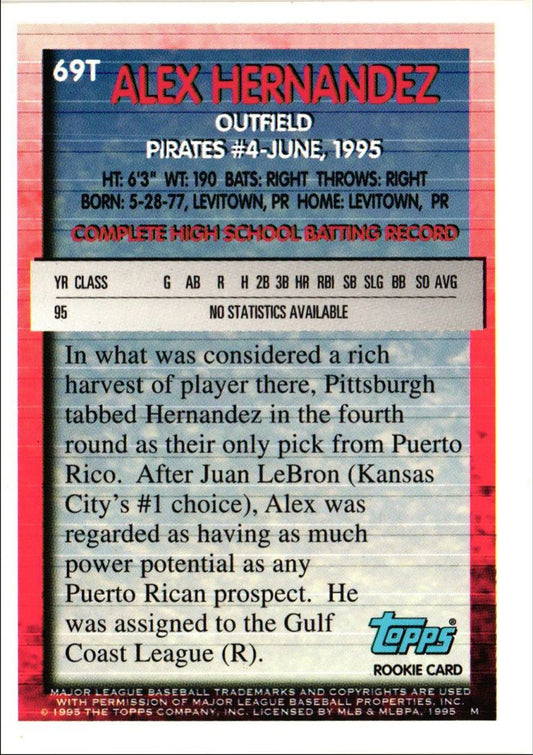 69T
ALEX HERNANDEZ
OUTFIELD
PIRATES #4-JUNE, 1995
HT: 6'3" WT: 190 BATS: RIGHT THROWS: RIGHT
BORN: 5-28-77, LEVITOWN, PR HOME: LEVITOWN, PR
COMPLETE HIGH SCHOOL BATTING RECORD
YR CLASS G AB R H 2B 3B HR RBI SB SLG BB SO AVG
95 NO STATISTICS AVAILABLE
In what was considered a rich
harvest of player there, Pittsburgh
tabbed Hernandez in the fourth
round as their only pick from Puerto
Rico. After Juan LeBron (Kansas
City's #1 choice), Alex was
regarded as having as much
power potential as any
Puerto Rican prospect. He
was assigned to the Gulf
Coast League (R).
topps®
ROOKIE CARD
MAJOR LEAGUE BASEBALL TRADEMARKS AND COPYRIGHTS ARE USED
WITH PERMISSION OF MAJOR LEAGUE BASEBALL PROPERTIES, INC.
© 1995 THE TOPPS COMPANY, INC. LICENSED BY MLB & MLBPA, 1995 M